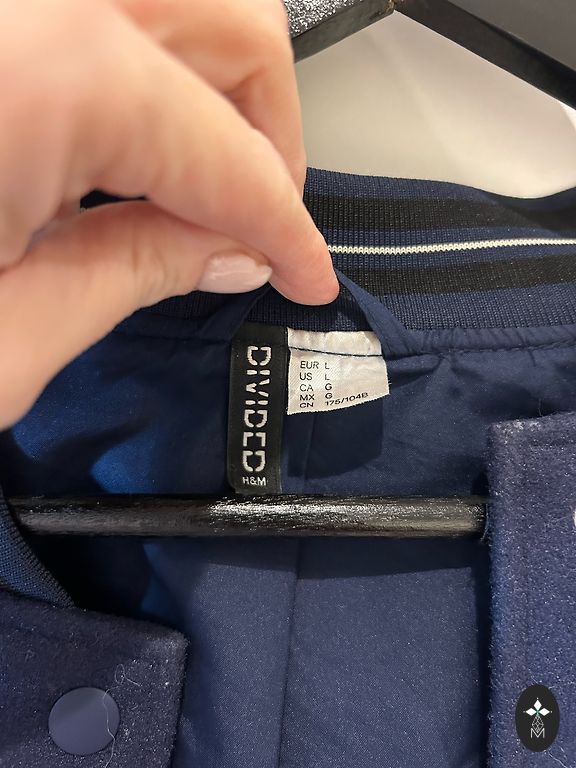 DIVIDED
H&M
EUR L
US L
CA G
MX G
CN 175/104B
M